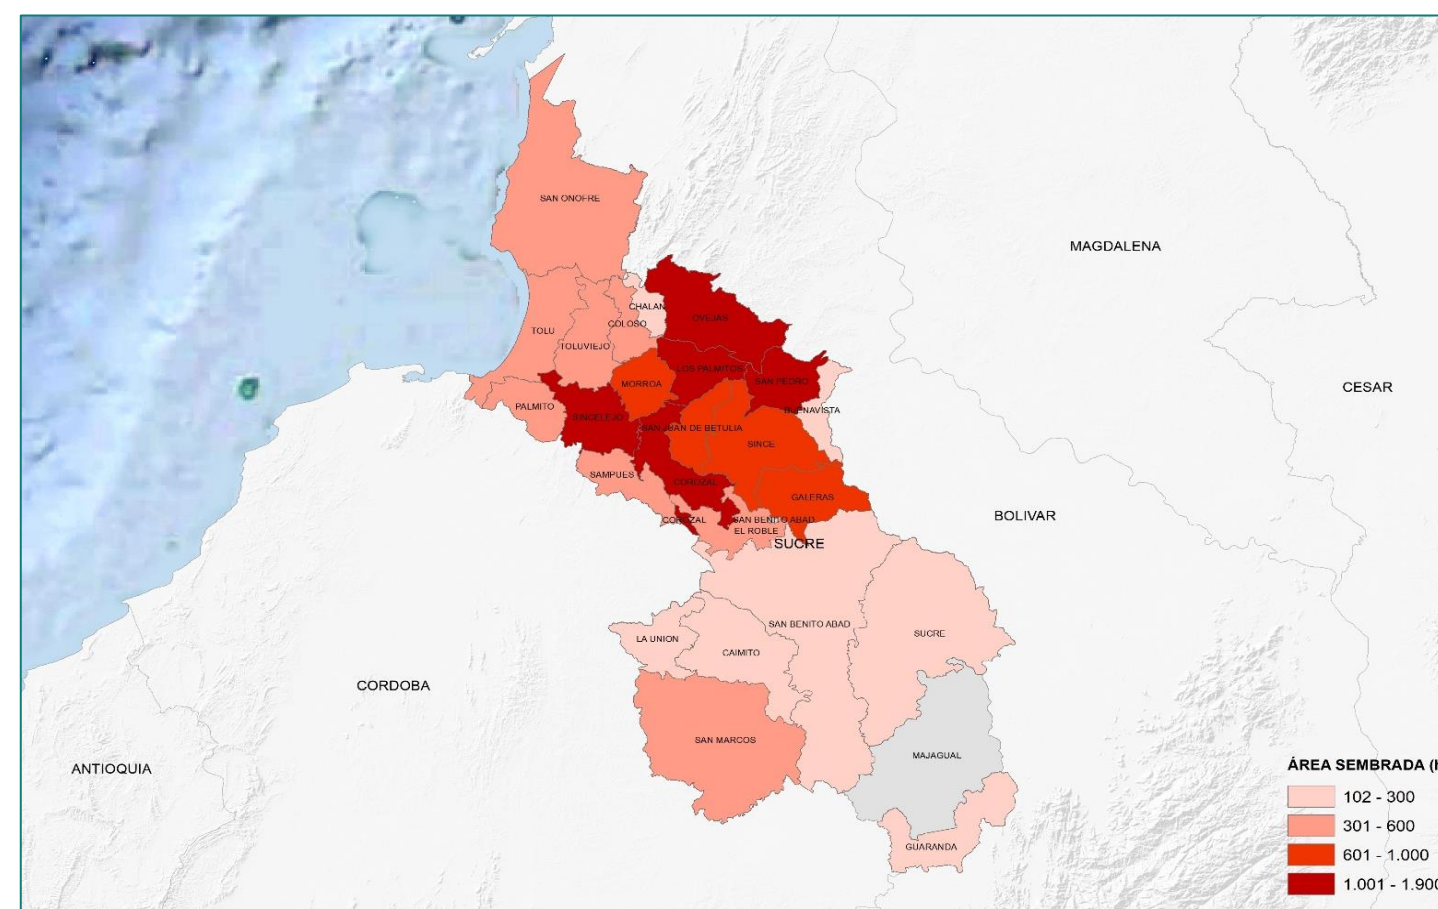 SAN ONOFRE
MAGDALENA
CHALAN
OVEJAS
COLOSO
TOLU
TOLUVIEJO
LOS PALMITOS
SAN PEDRO
MORROA
CESAR
PALMITO
BUENAVISTA
SINCELEJO
SAN JUAN DE BETULIA
SINCE
SAMPUES
COROZAL
GALERAS
BOLIVAR
COROZAL
SAN BENITO ABAD
EL ROBLE
SUCRE
SAN BENITO ABAD
SUCRE
LA UNION
CAIMITO
CORDOBA
SAN MARCOS
MAJAGUAL
ANTIOQUIA
ÁREA SEMBRADA (
102 - 300
301 - 600
601 - 1.000
1.001 - 1.900
GUARANDA